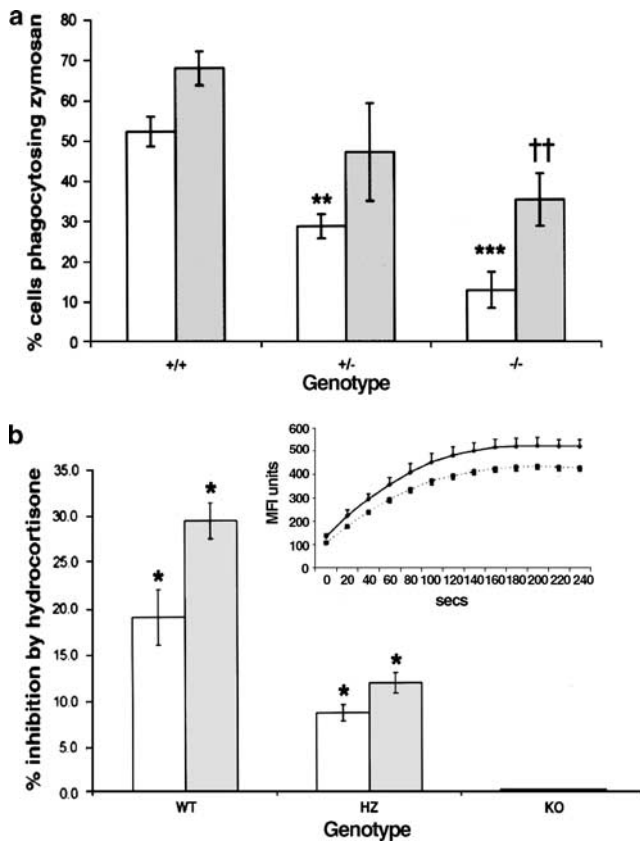 a
% cells phagocytosing zymosan
80
70
60
50
40
30
20
10
0
**
***
††
+/+
+/-
-/-
Genotype
b
% inhibition by hydrocortisone
35.0
30.0
25.0
20.0
15.0
10.0
5.0
0.0
*
*
*
*
WT
HZ
KO
Genotype
MFI units
600
500
400
300
200
100
0
0 20 40 60 80 100 120 140 160 180 200 220 240
secs